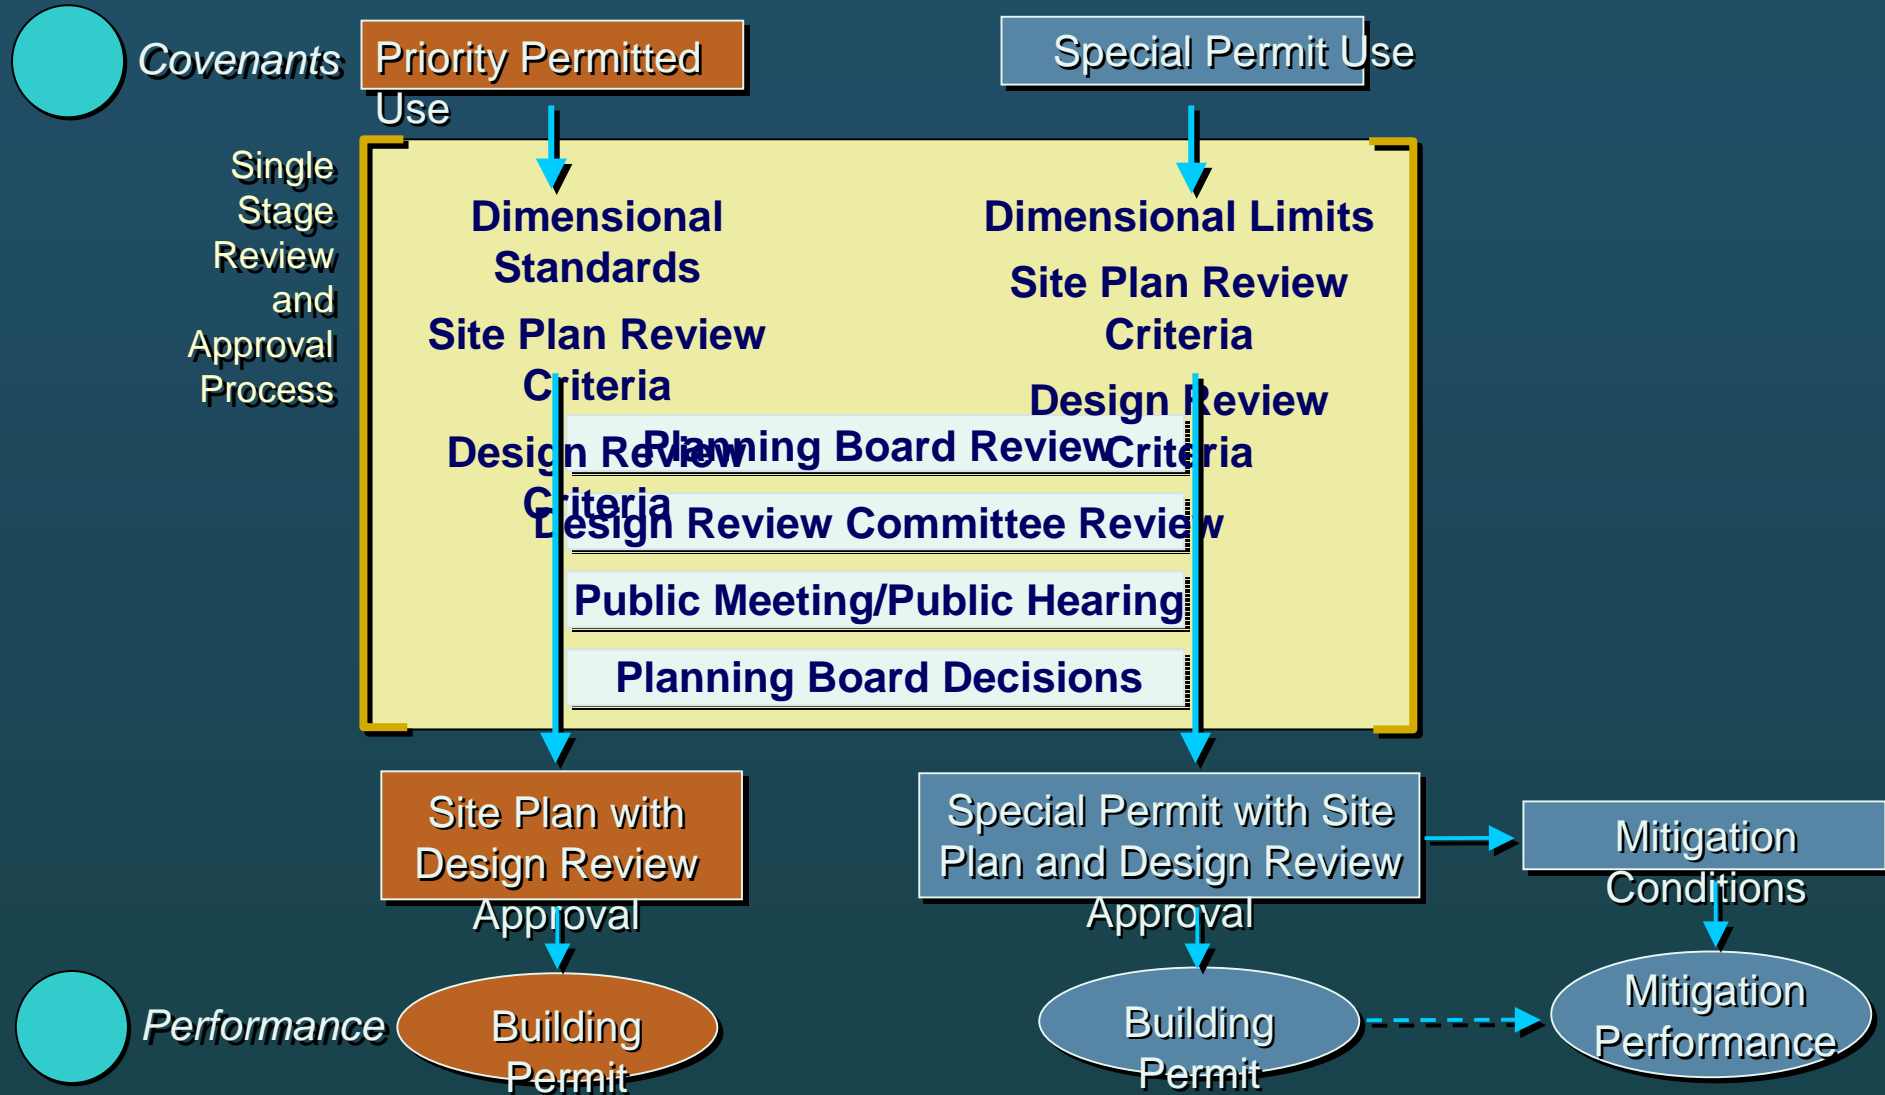 Covenants
Priority Permitted
Use
Special Permit Use
Single
Stage
Review
and
Approval
Process
Dimensional
Standards
Site Plan Review
Criteria
Design Review
Criteria
Dimensional Limits
Site Plan Review
Criteria
Design Review
Criteria
Planning Board Review
Design Review Committee Review
Public Meeting/Public Hearing
Planning Board Decisions
Site Plan with
Design Review
Approval
Special Permit with Site
Plan and Design Review
Approval
Mitigation
Conditions
Performance
Building
Permit
Building
Permit
Mitigation
Performance